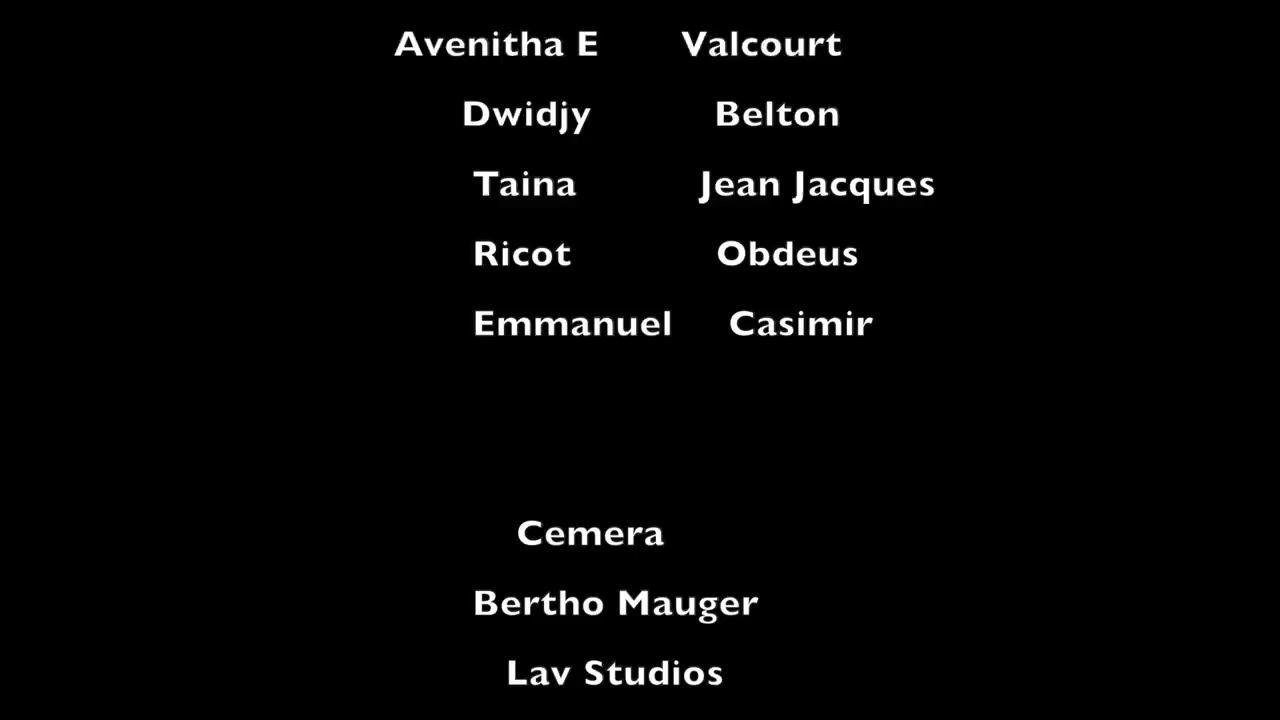 Avenitha E Valcourt
Dwidjy Belton
Taina Jean Jacques
Ricot Obdeus
Emmanuel Casimir
Cemera
Bertho Mauger
Lav Studios